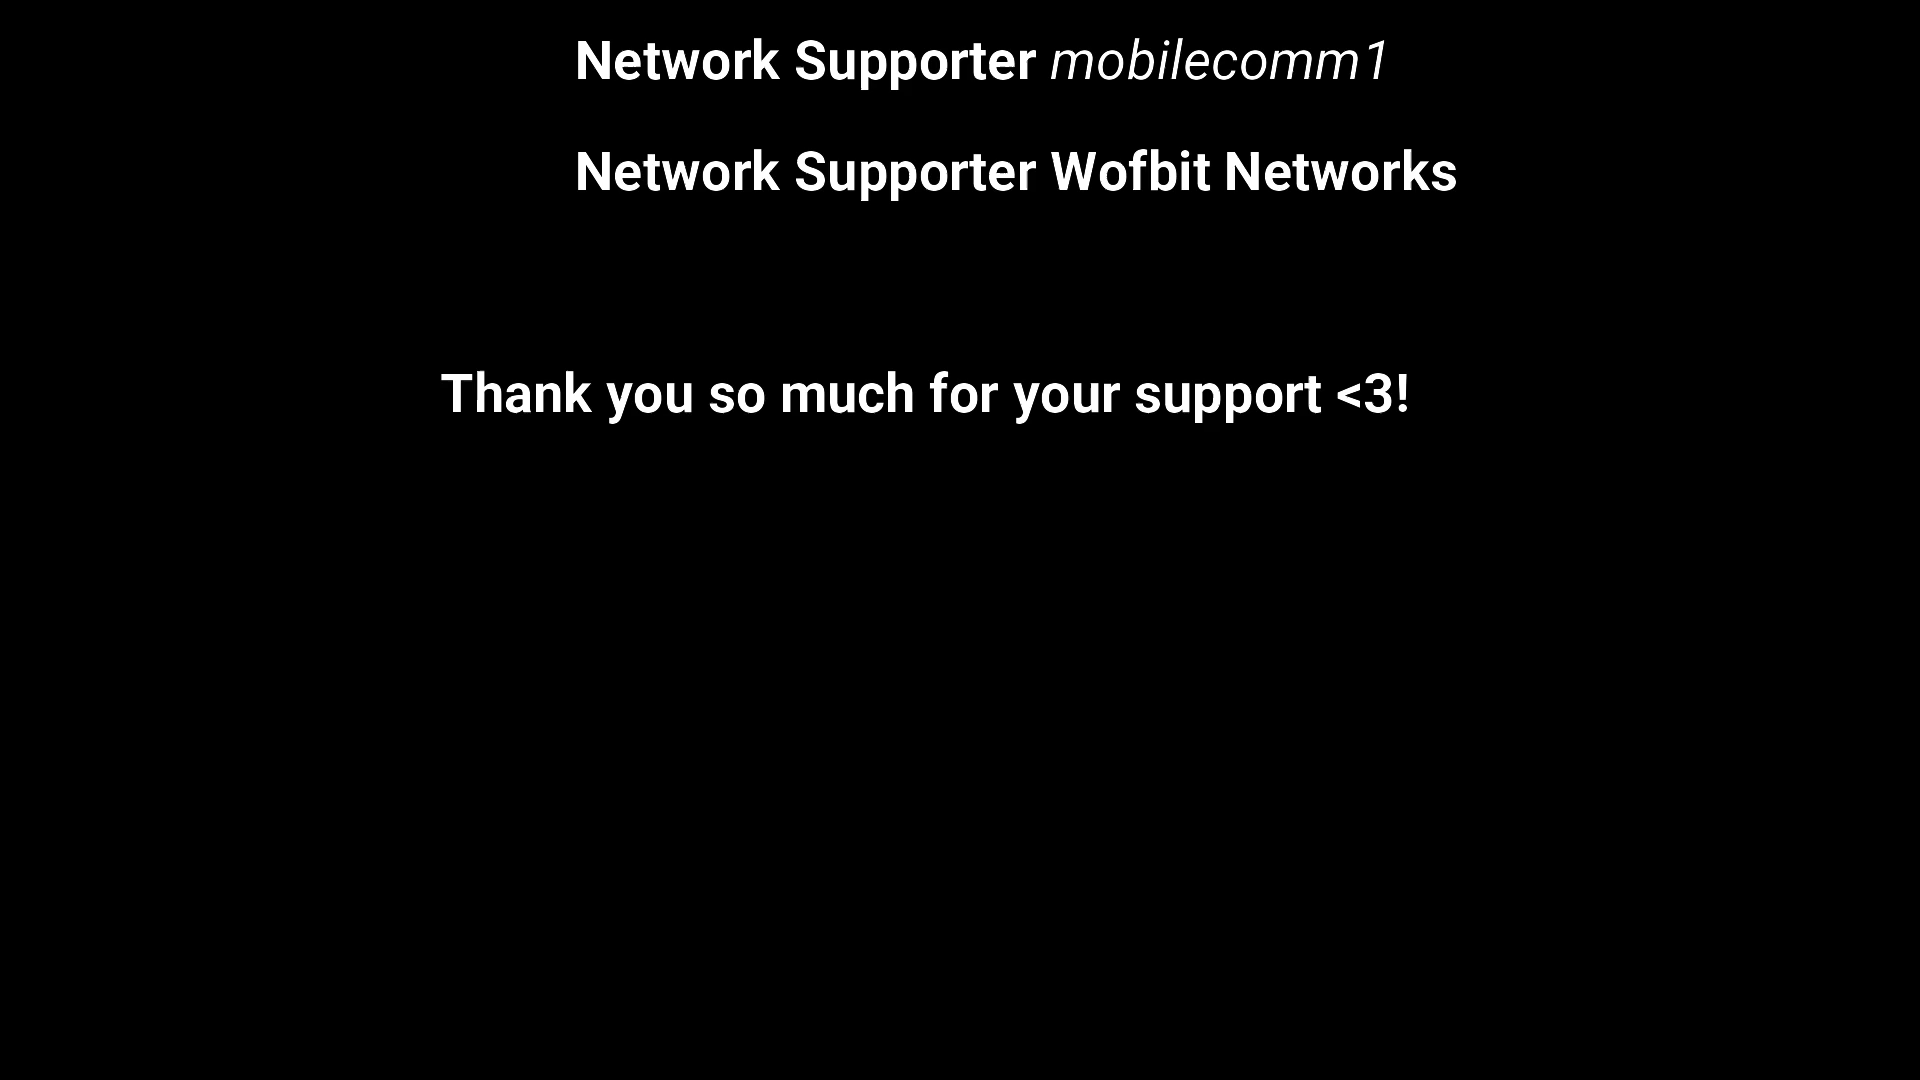 Network Supporter mobilecomm1
Network Supporter Wofbit Networks
Thank you so much for your support <3!